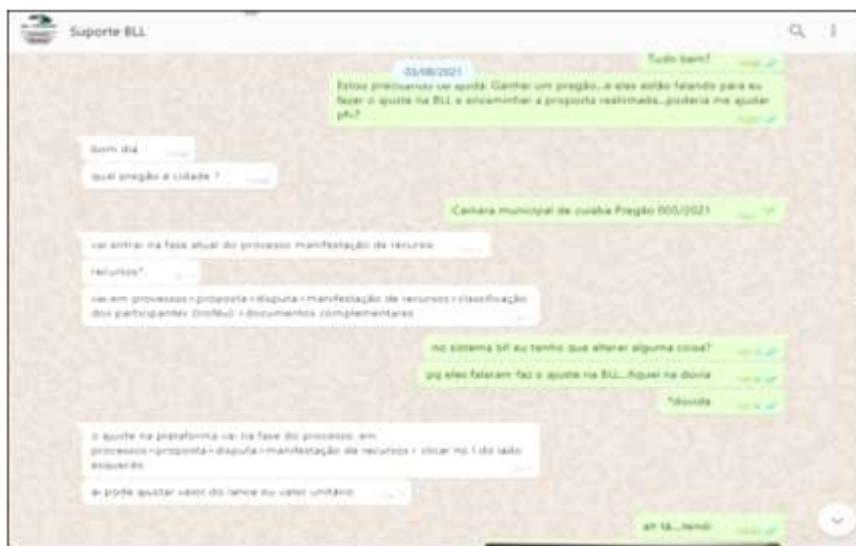 Suporte BLL
Tudo bem?
03/08/2021
Estou precisando de ajuda. Ganhei um pregão...e eles estão falando para eu
fazer o ajuste na BLL e encaminhar a proposta realinhada...poderia me ajudar
pfv?
bom dia
qual pregão e cidade ?
Camara municipal de cuiaba Pregão /2021
vai entrar na fase atual do processo manifestação de recurso
recursos*
vai em processos>proposta>disputa>manifestação de recursos>classificação
dos participantes (troféu) >documentos complementares
no sistema bll eu tenho que alterar alguma coisa?
pq eles falaram faz o ajuste na BLL...fiquei na dúvia
*dúvida
o ajuste na plataforma vai na fase do processo em
processos>proposta>disputa>manifestação de recursos> clicar no do lado
esquerdo
ai pode ajustar valor do lance ou valor unitário
ah tá...tendi